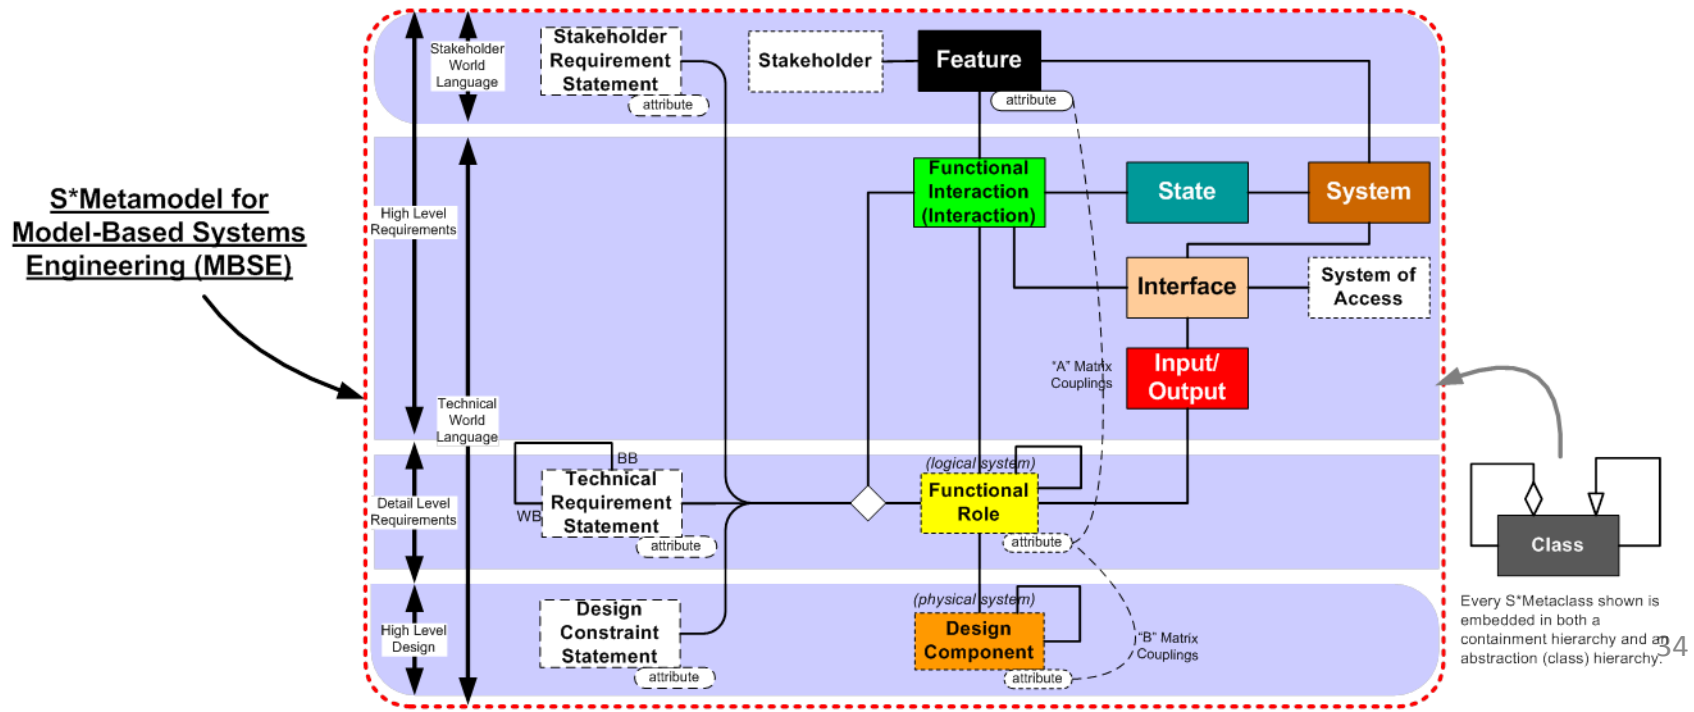 S*Metamodel for
Model-Based Systems
Engineering (MBSE)
Stakeholder
World
Language
High Level
Requirements
Technical
World
Language
Detail Level
Requirements
High Level
Design
Stakeholder
Requirement
Statement
attribute
Stakeholder
Feature
attribute
Functional
Interaction
(Interaction)
State
System
Interface
System of
Access
Input/
Output
"A" Matrix
Couplings
BB
WB
Technical
Requirement
Statement
attribute
(logical system)
Functional
Role
attribute
Design
Constraint
Statement
attribute
(physical system)
Design
Component
attribute
"B" Matrix
Couplings
Class
Every S*Metaclass shown is
embedded in both a
containment hierarchy and an
abstraction (class) hierarchy.
34